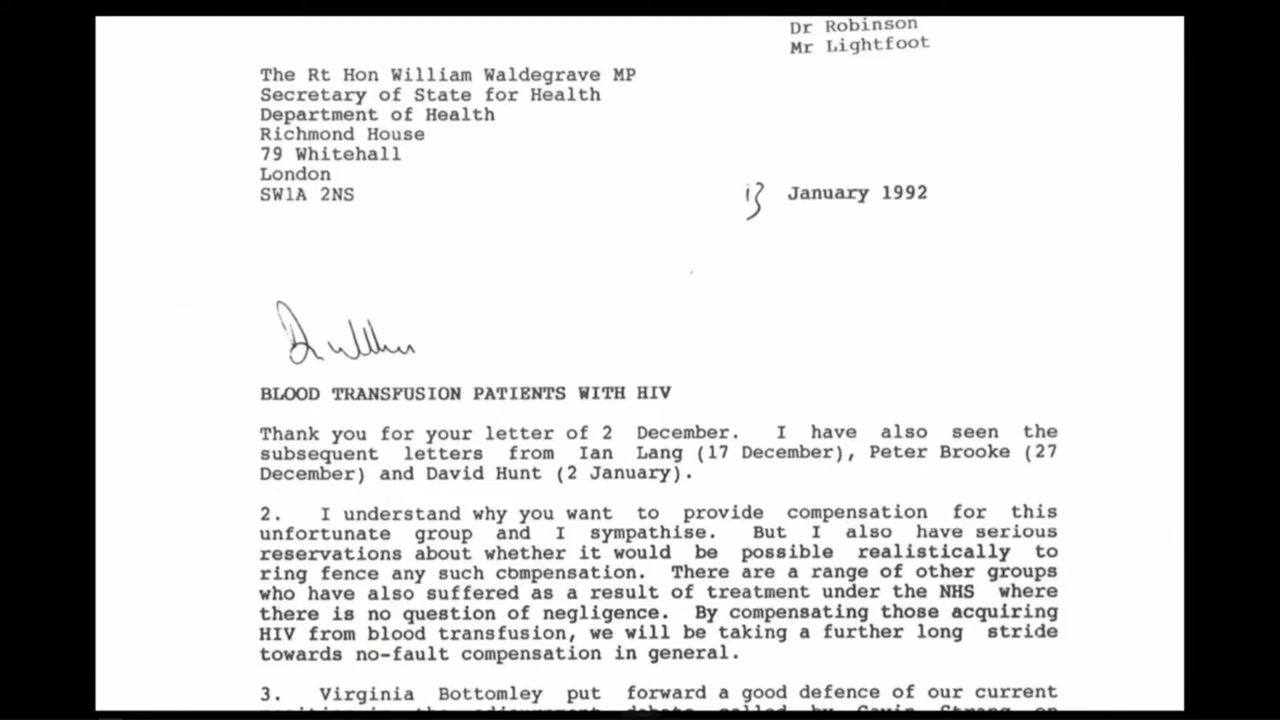 Dr Robinson
Mr Lightfoot
The Rt Hon William Waldegrave MP
Secretary of State for Health
Department of Health
Richmond House
79 Whitehall
London
SW1A 2NS
13 January 1992
BLOOD TRANSFUSION PATIENTS WITH HIV
Thank you for your letter of 2 December. I have also seen the
subsequent letters from Ian Lang (17 December), Peter Brooke (27
December) and David Hunt (2 January).
2. I understand why you want to provide compensation for this
unfortunate group and I sympathise. But I also have serious
reservations about whether it would be possible realistically to
ring fence any such compensation. There are a range of other groups
who have also suffered as a result of treatment under the NHS where
there is no question of negligence. By compensating those acquiring
HIV from blood transfusion, we will be taking a further long stride
towards no-fault compensation in general.
3. Virginia Bottomley put forward a good defence of our current